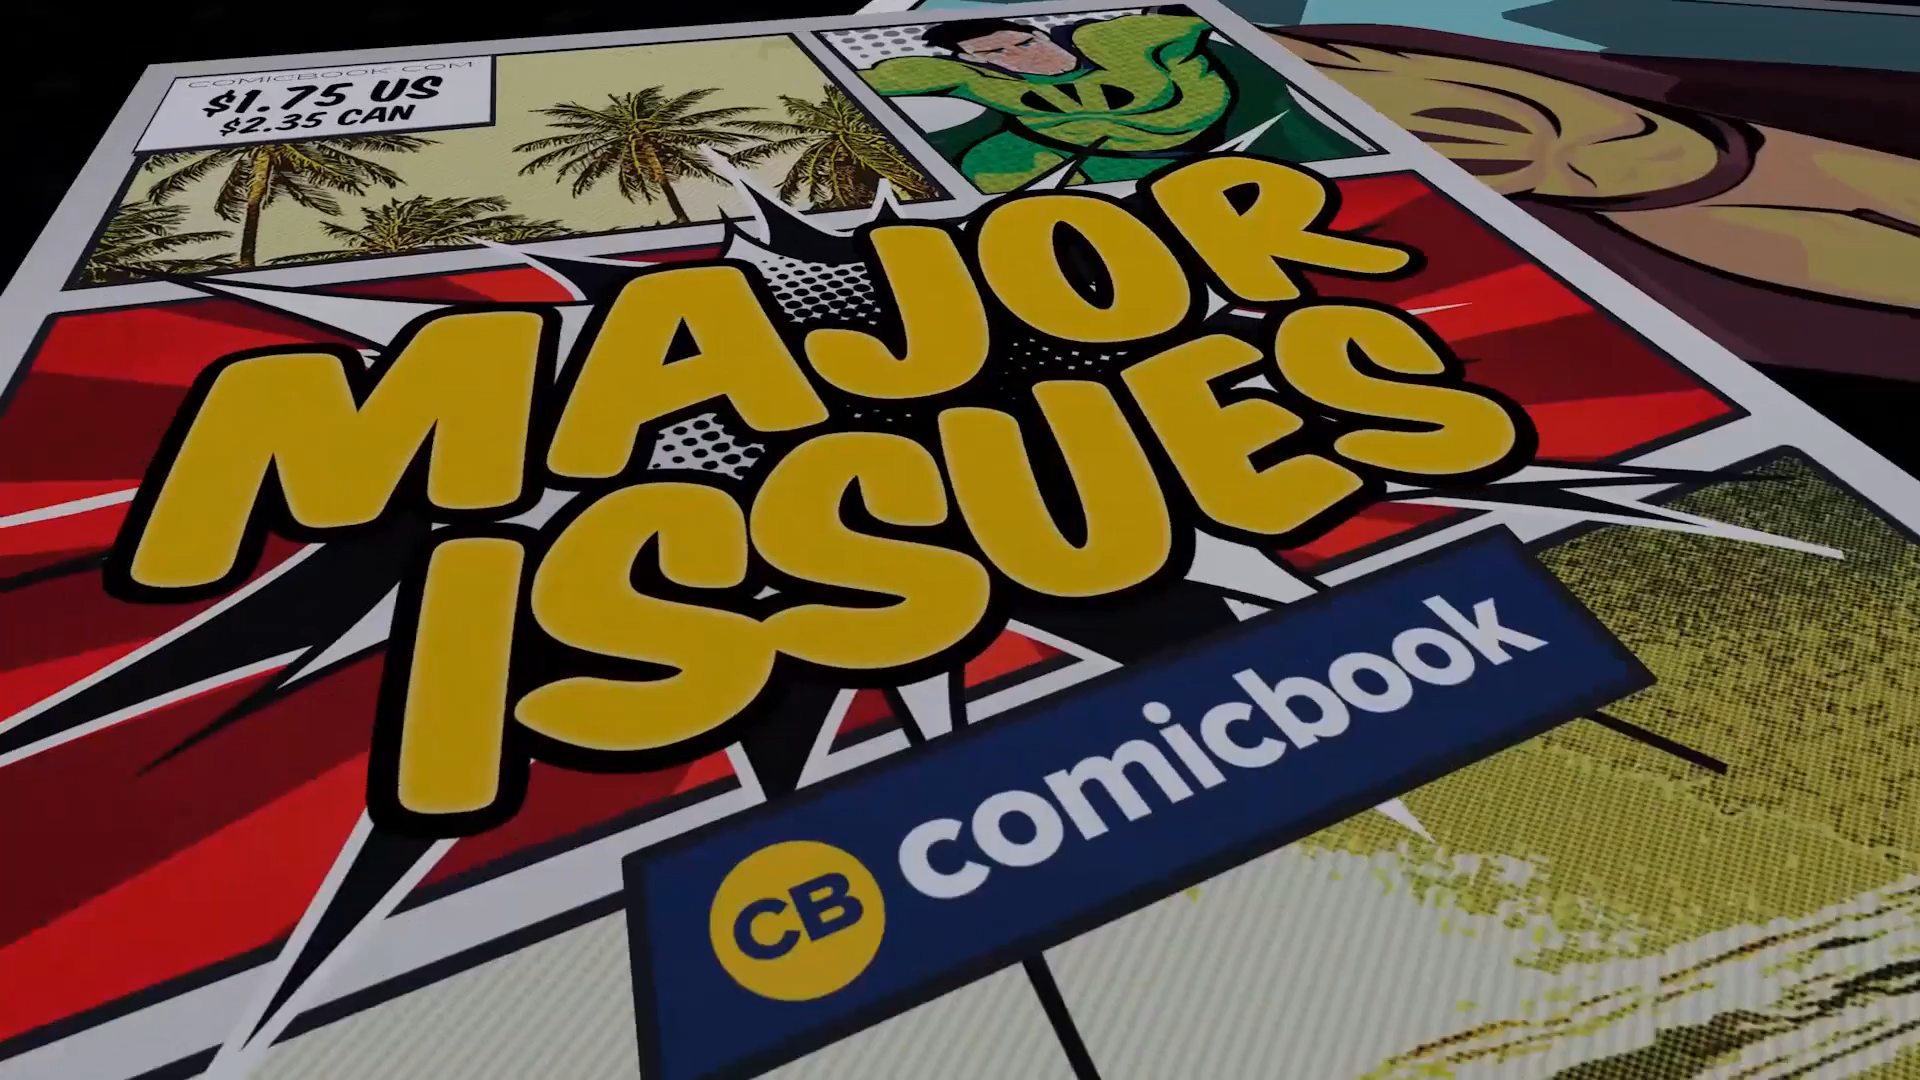 COMICBOOK.COM
$1.75 US
$2.35 CAN
MAJOR
ISSUES
CB comicbook